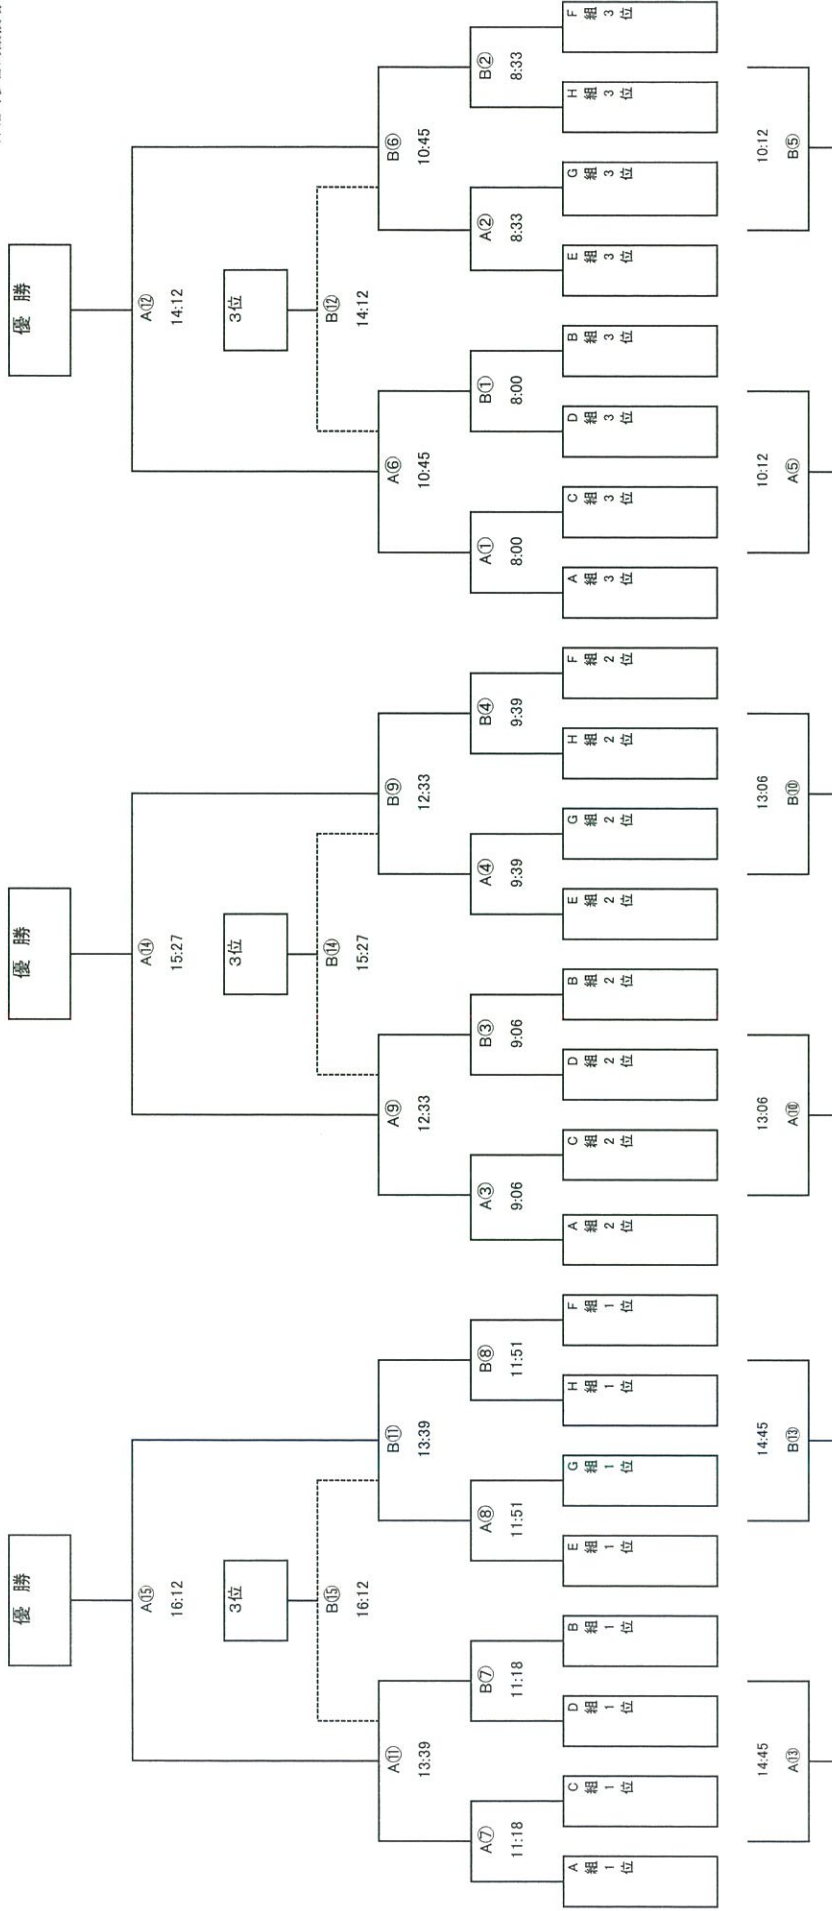 優 勝
A⑮
16:12
3位
B⑮
16:12
A⑪
13:39
B⑪
13:39
A⑦
11:18
B⑦
11:18
A⑧
11:51
B⑧
11:51
A組1位
C組1位
D組1位
B組1位
E組1位
G組1位
H組1位
F組1位
14:45
A⑬
14:45
B⑬
優 勝
A⑭
15:27
3位
B⑭
15:27
A⑨
12:33
B⑨
12:33
A③
9:06
B③
9:06
A④
9:39
B④
9:39
A組2位
C組2位
D組2位
B組2位
E組2位
G組2位
H組2位
F組2位
13:06
A⑩
13:06
B⑩
優 勝
A⑫
14:12
3位
B⑫
14:12
A⑥
10:45
B⑥
10:45
A①
8:00
B①
8:00
A②
8:33
B②
8:33
A組3位
C組3位
D組3位
B組3位
E組3位
G組3位
H組3位
F組3位
10:12
A⑤
10:12
B⑤